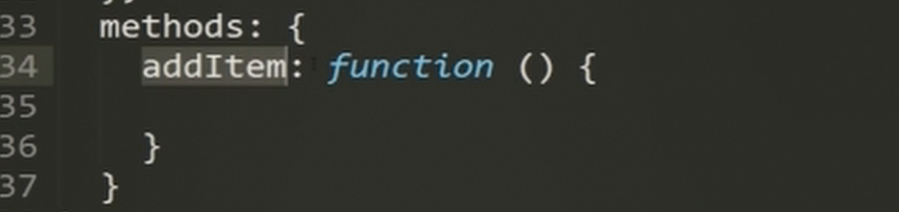 33 methods: {
34 addItem: function () {
35
36 }
37 }